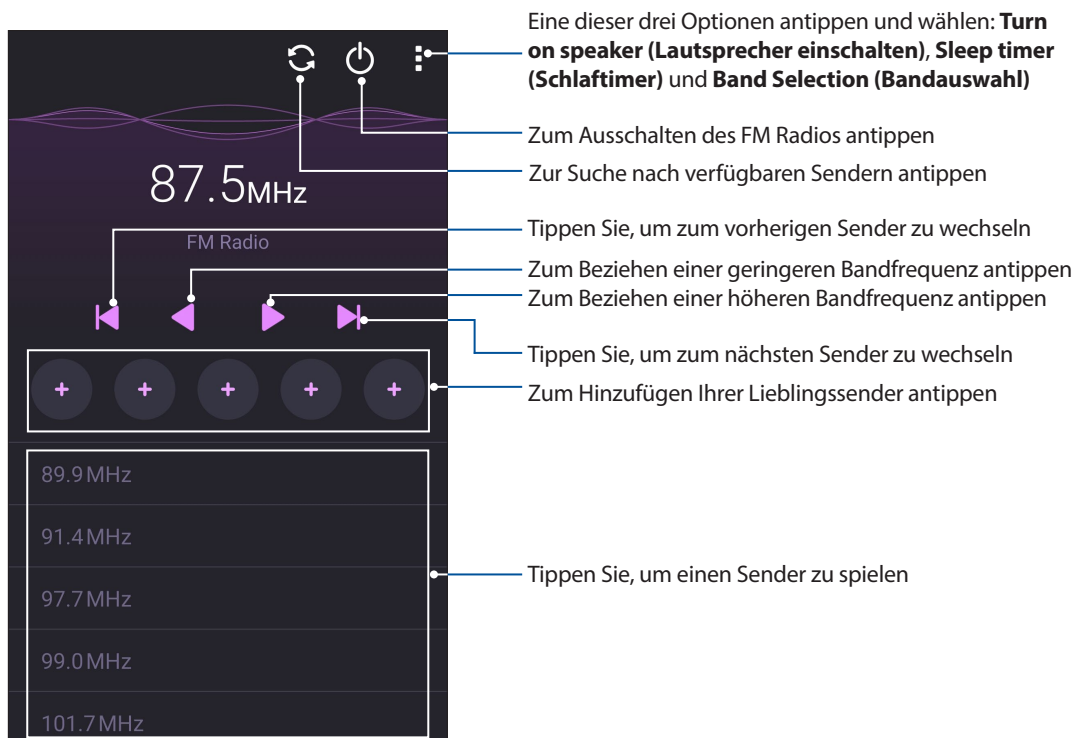 Eine dieser drei Optionen antippen und wählen: Turn
on speaker (Lautsprecher einschalten), Sleep timer
(Schlaftimer) und Band Selection (Bandauswahl)
Zum Ausschalten des FM Radios antippen
Zur Suche nach verfügbaren Sendern antippen
87.5MHz
FM Radio
Tippen Sie, um zum vorherigen Sender zu wechseln
Zum Beziehen einer geringeren Bandfrequenz antippen
Zum Beziehen einer höheren Bandfrequenz antippen
Tippen Sie, um zum nächsten Sender zu wechseln
Zum Hinzufügen Ihrer Lieblingssender antippen
+ + + + +
89.9MHz
91.4MHz
97.7MHz
99.0MHz
101.7MHz
Tippen Sie, um einen Sender zu spielen